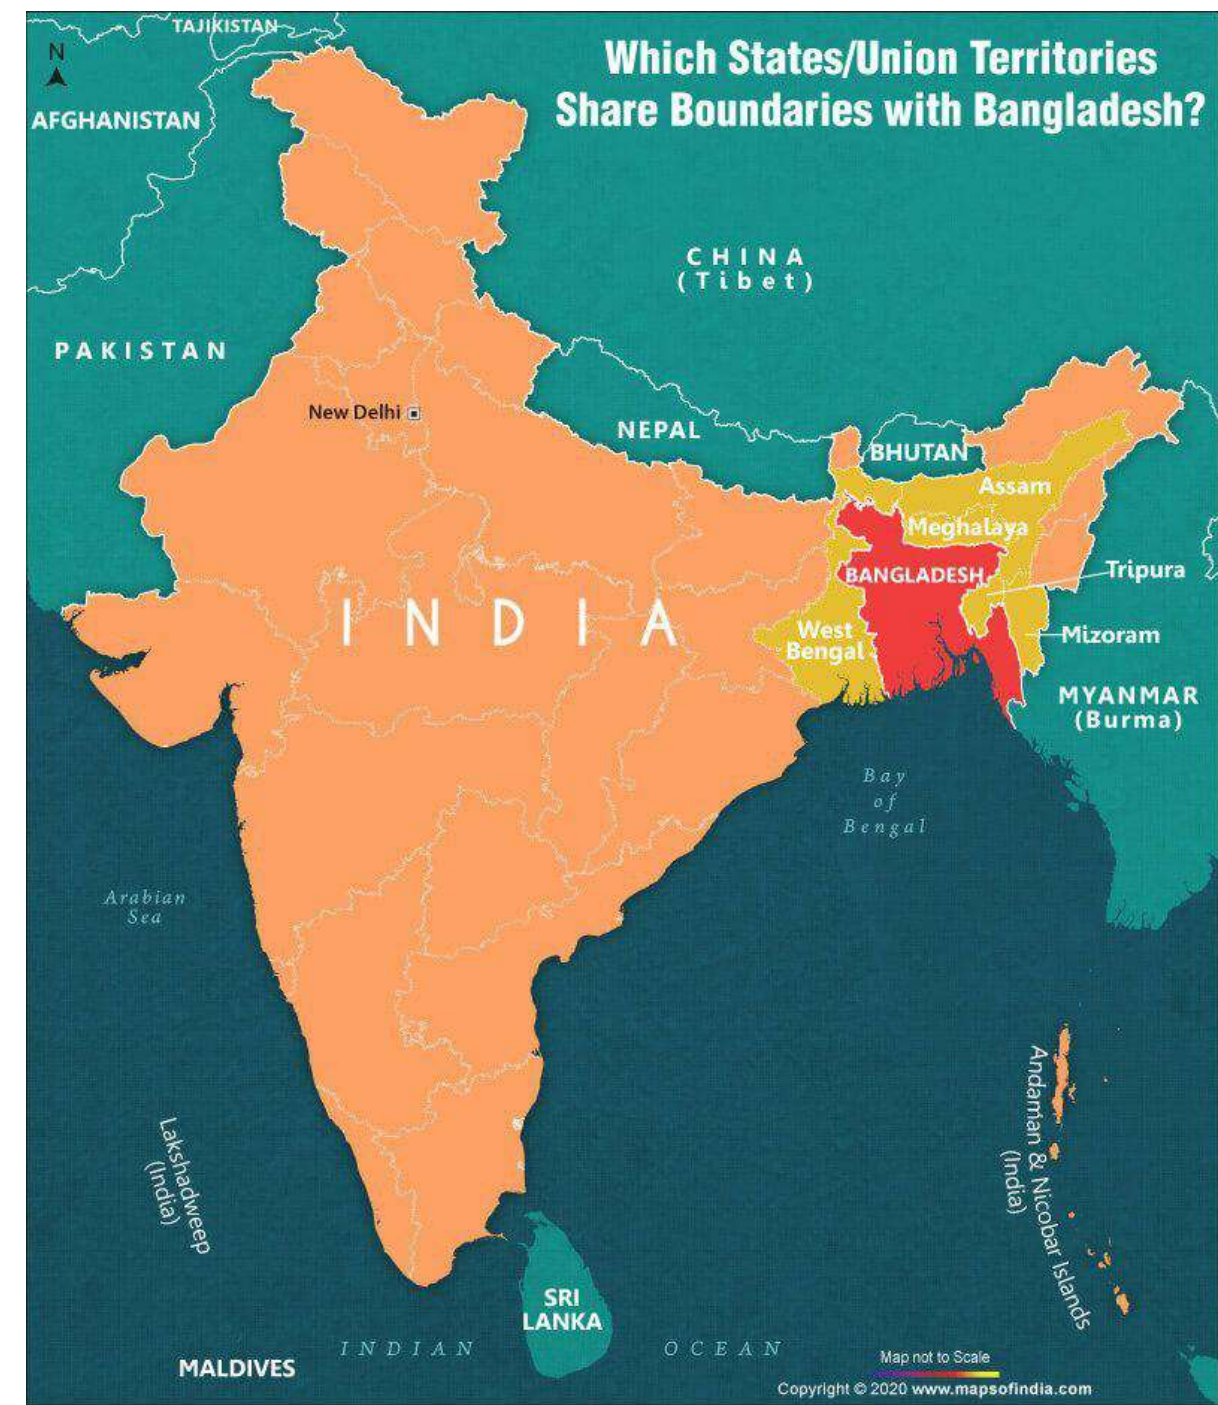 TAJIKISTAN
N
Which States/Union Territories
Share Boundaries with Bangladesh?
AFGHANISTAN
CHINA
(Tibet)
PAKISTAN
New Delhi
NEPAL
BHUTAN
Assam
Meghalaya
BANGLADESH
Tripura
INDIA
West
Bengal
Mizoram
MYANMAR
(Burma)
Bay
of
Bengal
Arabian
Sea
Andaman & Nicobar Islands
(India)
Lakshadweep
(India)
SRI
LANKA
INDIAN OCEAN
MALDIVES
Map not to Scale
Copyright © 2020 www.mapsofindia.com